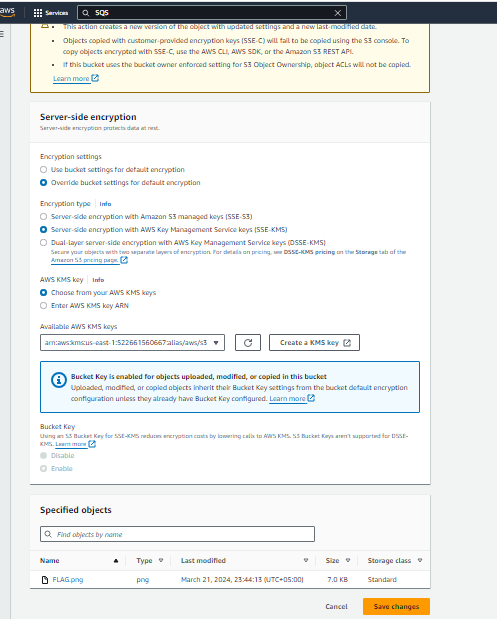 aws
Services
SQS
This action creates a new version of the object with updated settings and a new last-modified date.
Objects copied with customer-provided encryption keys (SSE-C) will fail to be copied using the S3 console. To
copy objects encrypted with SSE-C, use the AWS CLI, AWS SDK, or the Amazon S3 REST API.
If this bucket uses the bucket owner enforced setting for S3 Object Ownership, object ACLs will not be copied.
Learn more
Server-side encryption
Server-side encryption protects data at rest.
Encryption settings
Use bucket settings for default encryption
Override bucket settings for default encryption
Encryption type Info
Server-side encryption with Amazon S3 managed keys (SSE-S3)
Server-side encryption with AWS Key Management Service keys (SSE-KMS)
Dual-layer server-side encryption with AWS Key Management Service keys (DSSE-KMS)
Secure your objects with two separate layers of encryption. For details on pricing, see DSSE-KMS pricing on the Storage tab of the
Amazon S3 pricing page.
AWS KMS key Info
Choose from your AWS KMS keys
Enter AWS KMS key ARN
Available AWS KMS keys
arn:aws:kms:us-east-1:522661560667:alias/aws/s3
Create a KMS key
Bucket Key is enabled for objects uploaded, modified, or copied in this bucket
Uploaded, modified, or copied objects inherit their Bucket Key settings from the bucket default encryption
configuration unless they already have Bucket Key configured. Learn more
Bucket Key
Using an S3 Bucket Key for SSE-KMS reduces encryption costs by lowering calls to AWS KMS. S3 Bucket Keys aren't supported for DSSE-
KMS. Learn more
Disable
Enable
Specified objects
Find objects by name
Name Type Last modified Size Storage class
FLAG.png png March 21, 2024, 23:44:13 (UTC+05:00) 7.0 KB Standard
Cancel Save changes